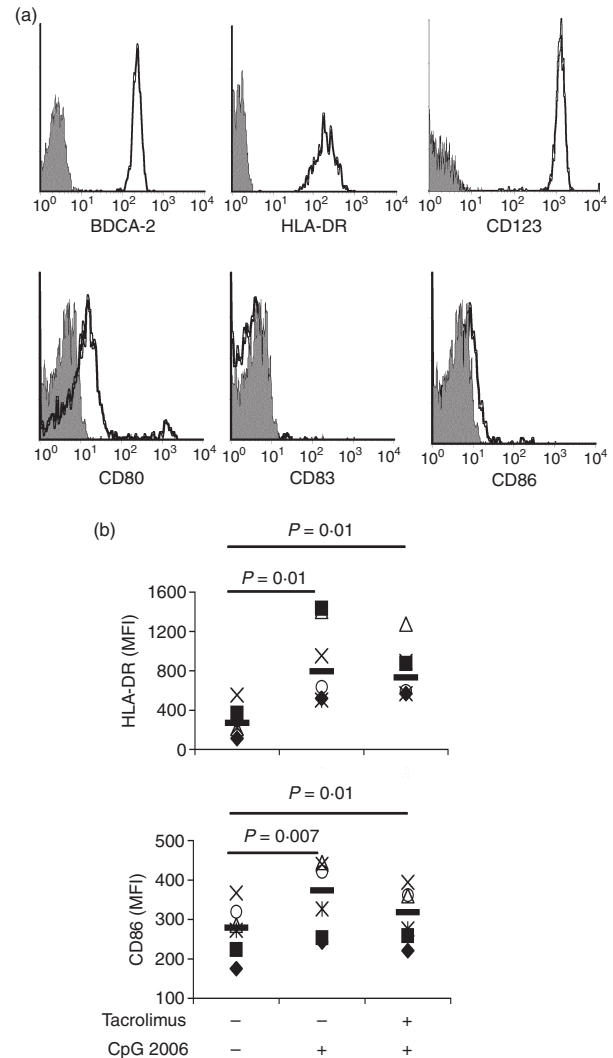 (a)
10⁰ 10¹ 10² 10³ 10⁴ 10⁰ 10¹ 10² 10³ 10⁴ 10⁰ 10¹ 10² 10³ 10⁴
BDCA-2 HLA-DR CD123
10⁰ 10¹ 10² 10³ 10⁴ 10⁰ 10¹ 10² 10³ 10⁴ 10⁰ 10¹ 10² 10³ 10⁴
CD80 CD83 CD86
(b)
P = 0·01
P = 0·01
HLA-DR (MFI)
1600
1200
800
400
0
P = 0·01
P = 0·007
CD86 (MFI)
500
400
300
200
100
Tacrolimus – – +
CpG 2006 – + +